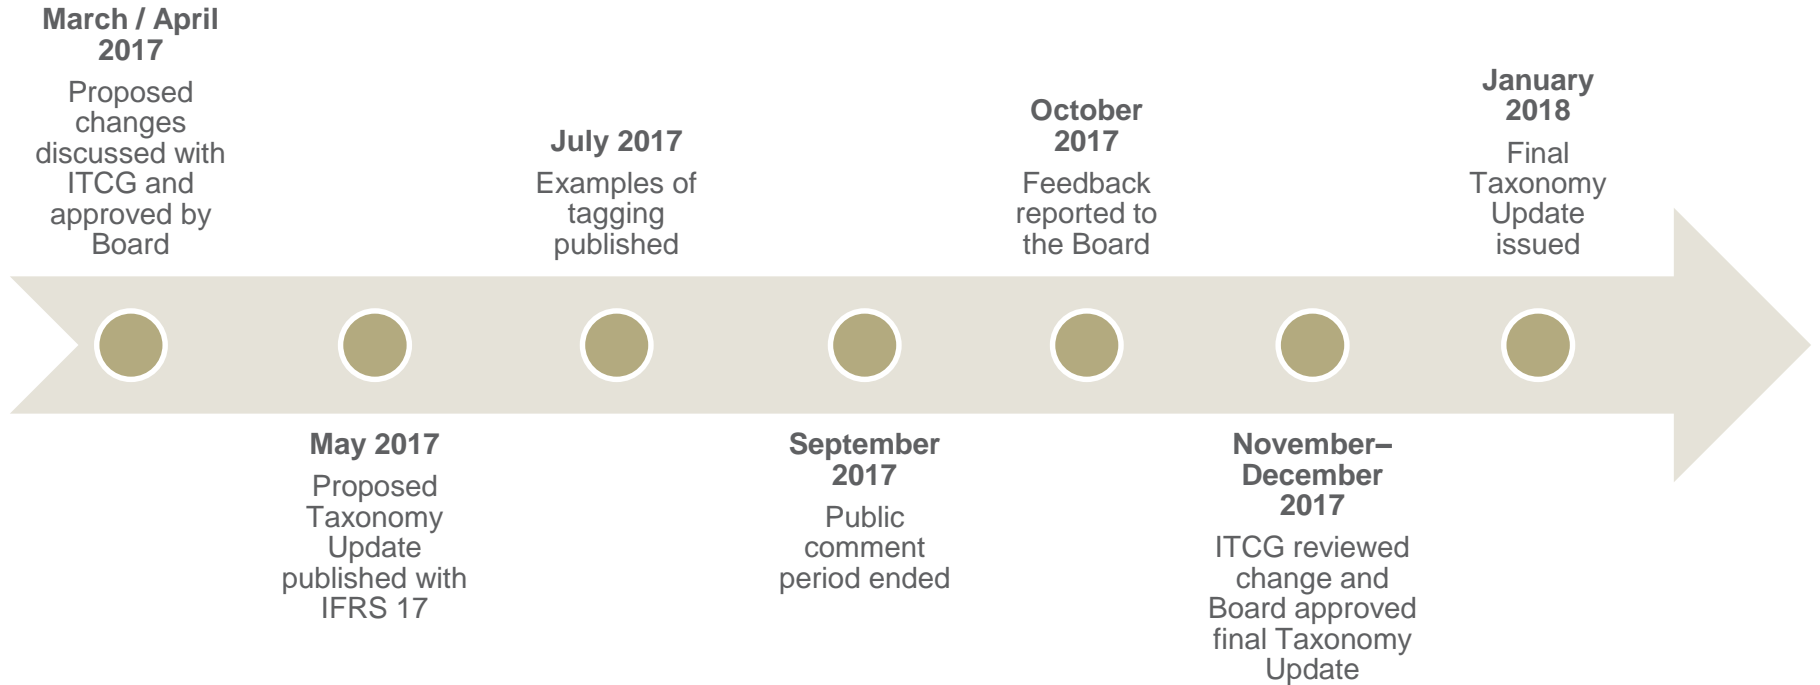 March / April
2017
Proposed
changes
discussed with
ITCG and
approved by
Board
May 2017
Proposed
Taxonomy
Update
published with
IFRS 17
July 2017
Examples of
tagging
published
September
2017
Public
comment
period ended
October
2017
Feedback
reported to
the Board
November–
December
2017
ITCG reviewed
change and
Board approved
final Taxonomy
Update
January
2018
Final
Taxonomy
Update
issued